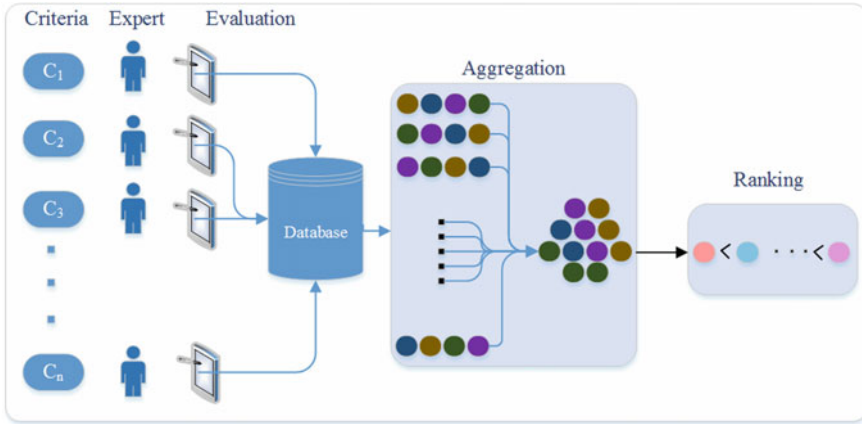 Criteria Expert Evaluation
Aggregation
C1
C2
C3
Database
Ranking
< · · · <
Cn